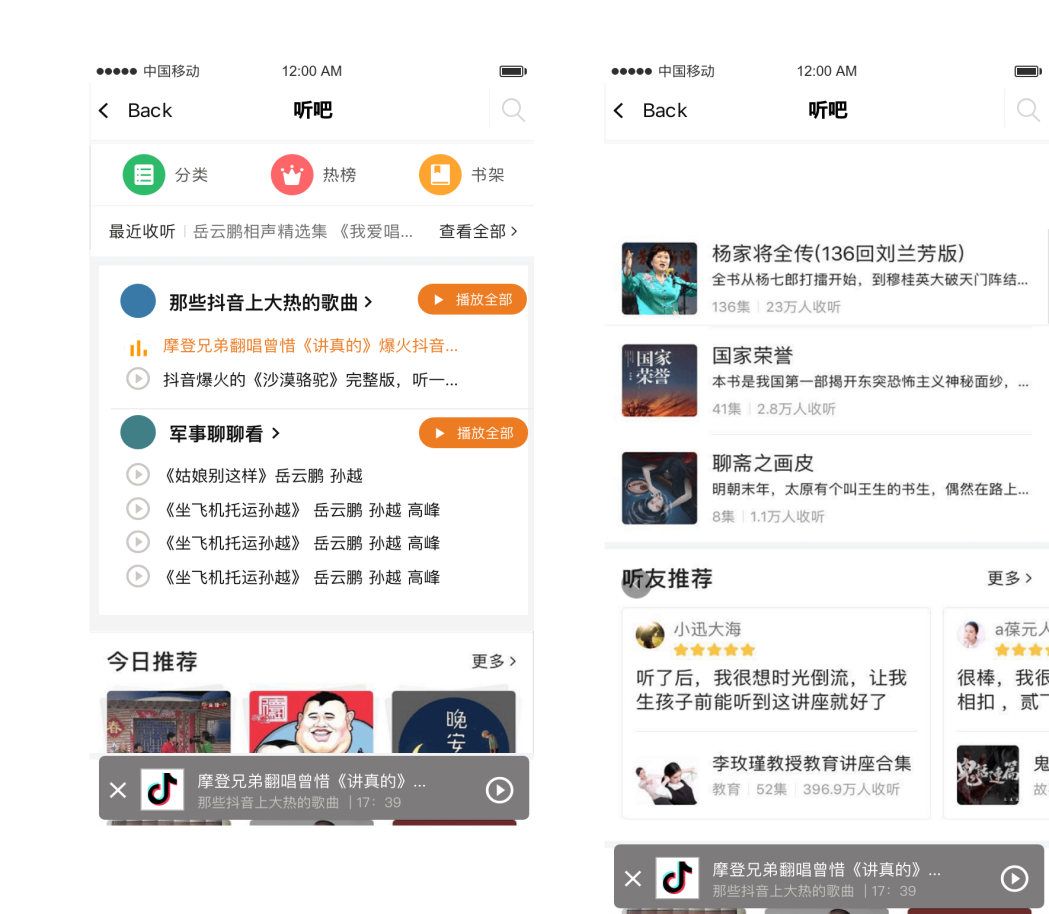 中国移动 12:00 AM
Back 听吧
分类 热榜 书架
最近收听 岳云鹏相声精选集 《我爱唱... 查看全部
那些抖音上大热的歌曲 播放全部
摩登兄弟翻唱曾惜《讲真的》爆火抖音...
抖音爆火的《沙漠骆驼》完整版，听一...
军事聊聊看 播放全部
《姑娘别这样》岳云鹏 孙越
《坐飞机托运孙越》 岳云鹏 孙越 高峰
《坐飞机托运孙越》 岳云鹏 孙越 高峰
《坐飞机托运孙越》 岳云鹏 孙越 高峰
今日推荐 更多
晚
安
摩登兄弟翻唱曾惜《讲真的》...
那些抖音上大热的歌曲 | 17：39
中国移动 12:00 AM
Back 听吧
杨家将全传(136回刘兰芳版)
全书从杨七郎打擂开始，到穆桂英大破天门阵结...
136集 23万人收听
国家
荣誉
国家荣誉
本书是我国第一部揭开东突恐怖主义神秘面纱，...
41集 2.8万人收听
聊斋之画皮
明朝末年，太原有个叫王生的书生，偶然在路上...
8集 1.1万人收听
听友推荐 更多
小迅大海
听了后，我很想时光倒流，让我
生孩子前能听到这讲座就好了
李玫瑾教授教育讲座合集
教育 52集 396.9万人收听
a葆元人
很棒，我很
相扣 ，贰
鬼
故
摩登兄弟翻唱曾惜《讲真的》...
那些抖音上大热的歌曲 | 17：39